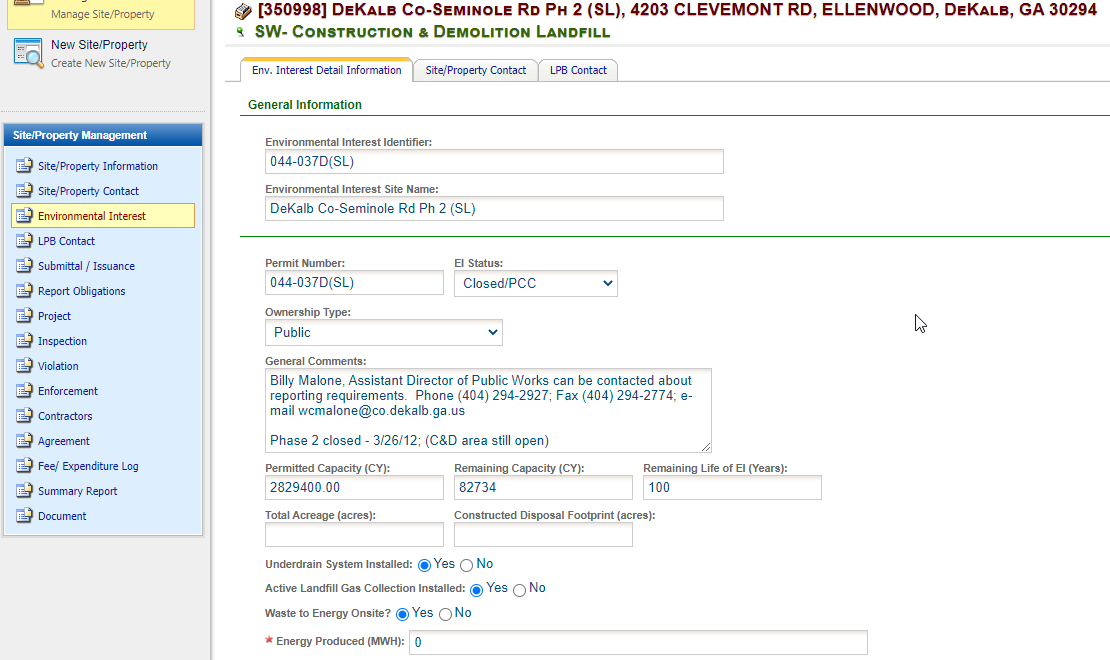 Manage Site/Property
New Site/Property
Create New Site/Property
Site/Property Management
Site/Property Information
Site/Property Contact
Environmental Interest
LPB Contact
Submittal / Issuance
Report Obligations
Project
Inspection
Violation
Enforcement
Contractors
Agreement
Fee/ Expenditure Log
Summary Report
Document
[350998] DeKalb Co-Seminole Rd Ph 2 (SL), 4203 CLEVEMONT RD, ELLENWOOD, DeKalb, GA 30294
SW- Construction & Demolition Landfill
Env. Interest Detail Information
Site/Property Contact
LPB Contact
General Information
Environmental Interest Identifier:
044-037D(SL)
Environmental Interest Site Name:
DeKalb Co-Seminole Rd Ph 2 (SL)
Permit Number: EI Status:
044-037D(SL) Closed/PCC
Ownership Type:
Public
General Comments:
Billy Malone, Assistant Director of Public Works can be contacted about
reporting requirements. Phone (404) 294-2927; Fax (404) 294-2774; e-
mail wcmalone@co.dekalb.ga.us
Phase 2 closed - 3/26/12; (C&D area still open)
Permitted Capacity (CY): Remaining Capacity (CY): Remaining Life of EI (Years):
2829400.00 82734 100
Total Acreage (acres): Constructed Disposal Footprint (acres):
Underdrain System Installed: Yes No
Active Landfill Gas Collection Installed: Yes No
Waste to Energy Onsite? Yes No
* Energy Produced (MWH): 0